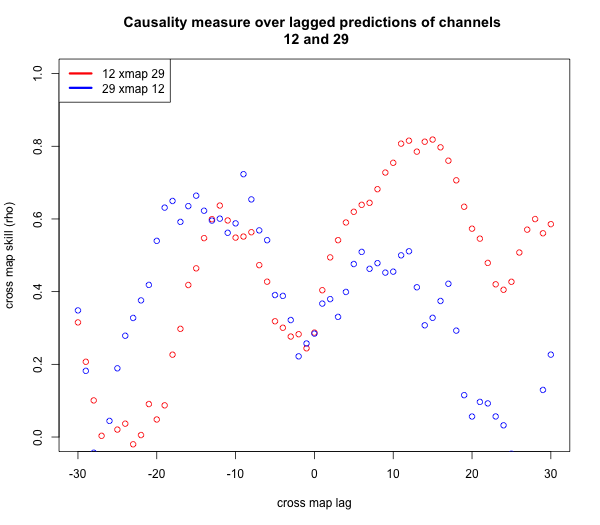 Causality measure over lagged predictions of channels
12 and 29
12 xmap 29
29 xmap 12
cross map skill (rho)
1.0
0.8
0.6
0.4
0.2
0.0
-30 -20 -10 0 10 20 30
cross map lag